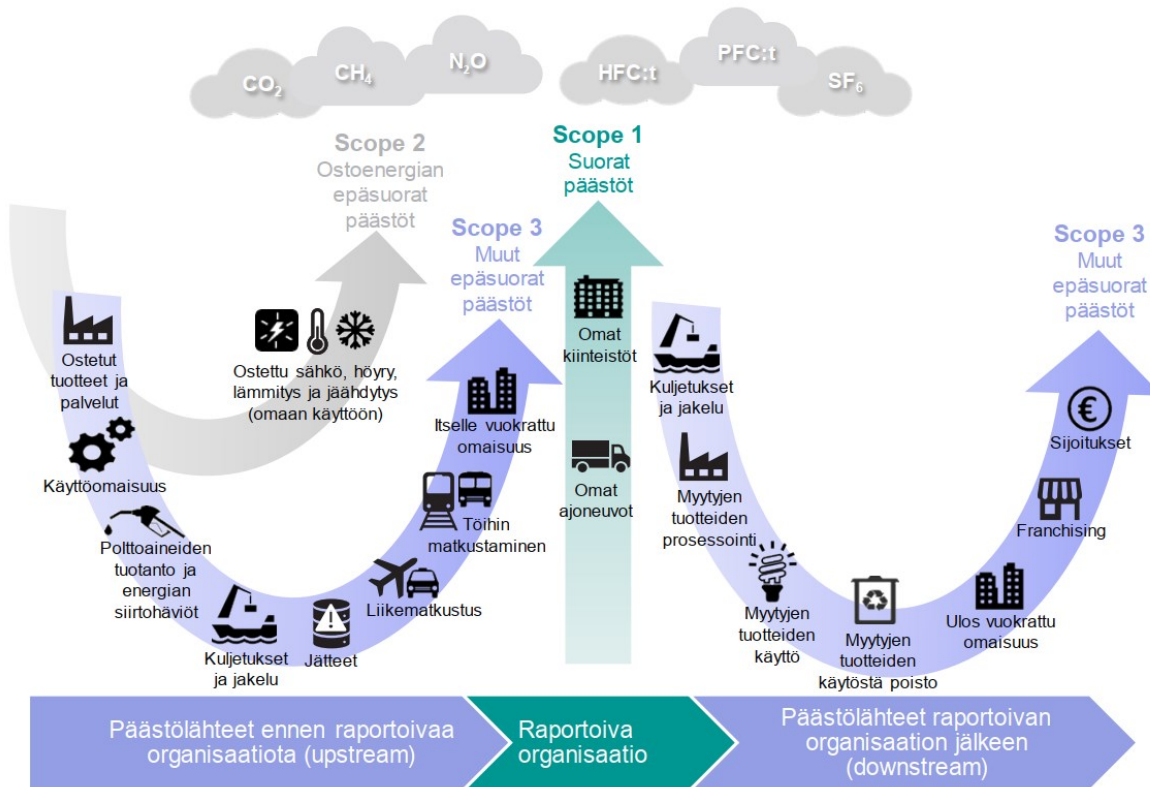 CO₂
CH₄
N₂O
HFC:t
PFC:t
SF₆
Scope 2
Ostoenergian
epäsuorat
päästöt
Scope 1
Suorat
päästöt
Scope 3
Muut
epäsuorat
päästöt
Scope 3
Muut
epäsuorat
päästöt
Ostetut
tuotteet ja
palvelut
Käyttöomaisuus
Polttoaineiden
tuotanto ja
energian
siirtohäviöt
Kuljetukset
ja jakelu
Jätteet
Liikematkustus
Töihin
matkustaminen
Itselle vuokrattu
omaisuus
Ostettu sähkö, höyry,
lämmitys ja jäähdytys
(omaan käyttöön)
Omat
kiinteistöt
Omat
ajoneuvot
Kuljetukset
ja jakelu
Myytyjen
tuotteiden
prosessointi
Myytyjen
tuotteiden
käyttö
Myytyjen
tuotteiden
käytöstä poisto
Ulos vuokrattu
omaisuus
Franchising
€
Sijoitukset
Päästölähteet ennen raportoivaa
organisaatiota (upstream)
Raportoiva
organisaatio
Päästölähteet raportoivan
organisaation jälkeen
(downstream)